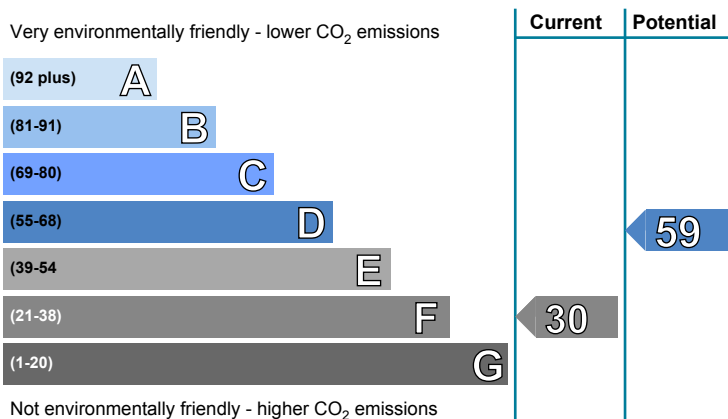 Very environmentally friendly - lower CO2 emissions
Current
Potential
(92 plus) A
(81-91) B
(69-80) C
(55-68) D
59
(39-54 E
(21-38) F
30
(1-20) G
Not environmentally friendly - higher CO2 emissions